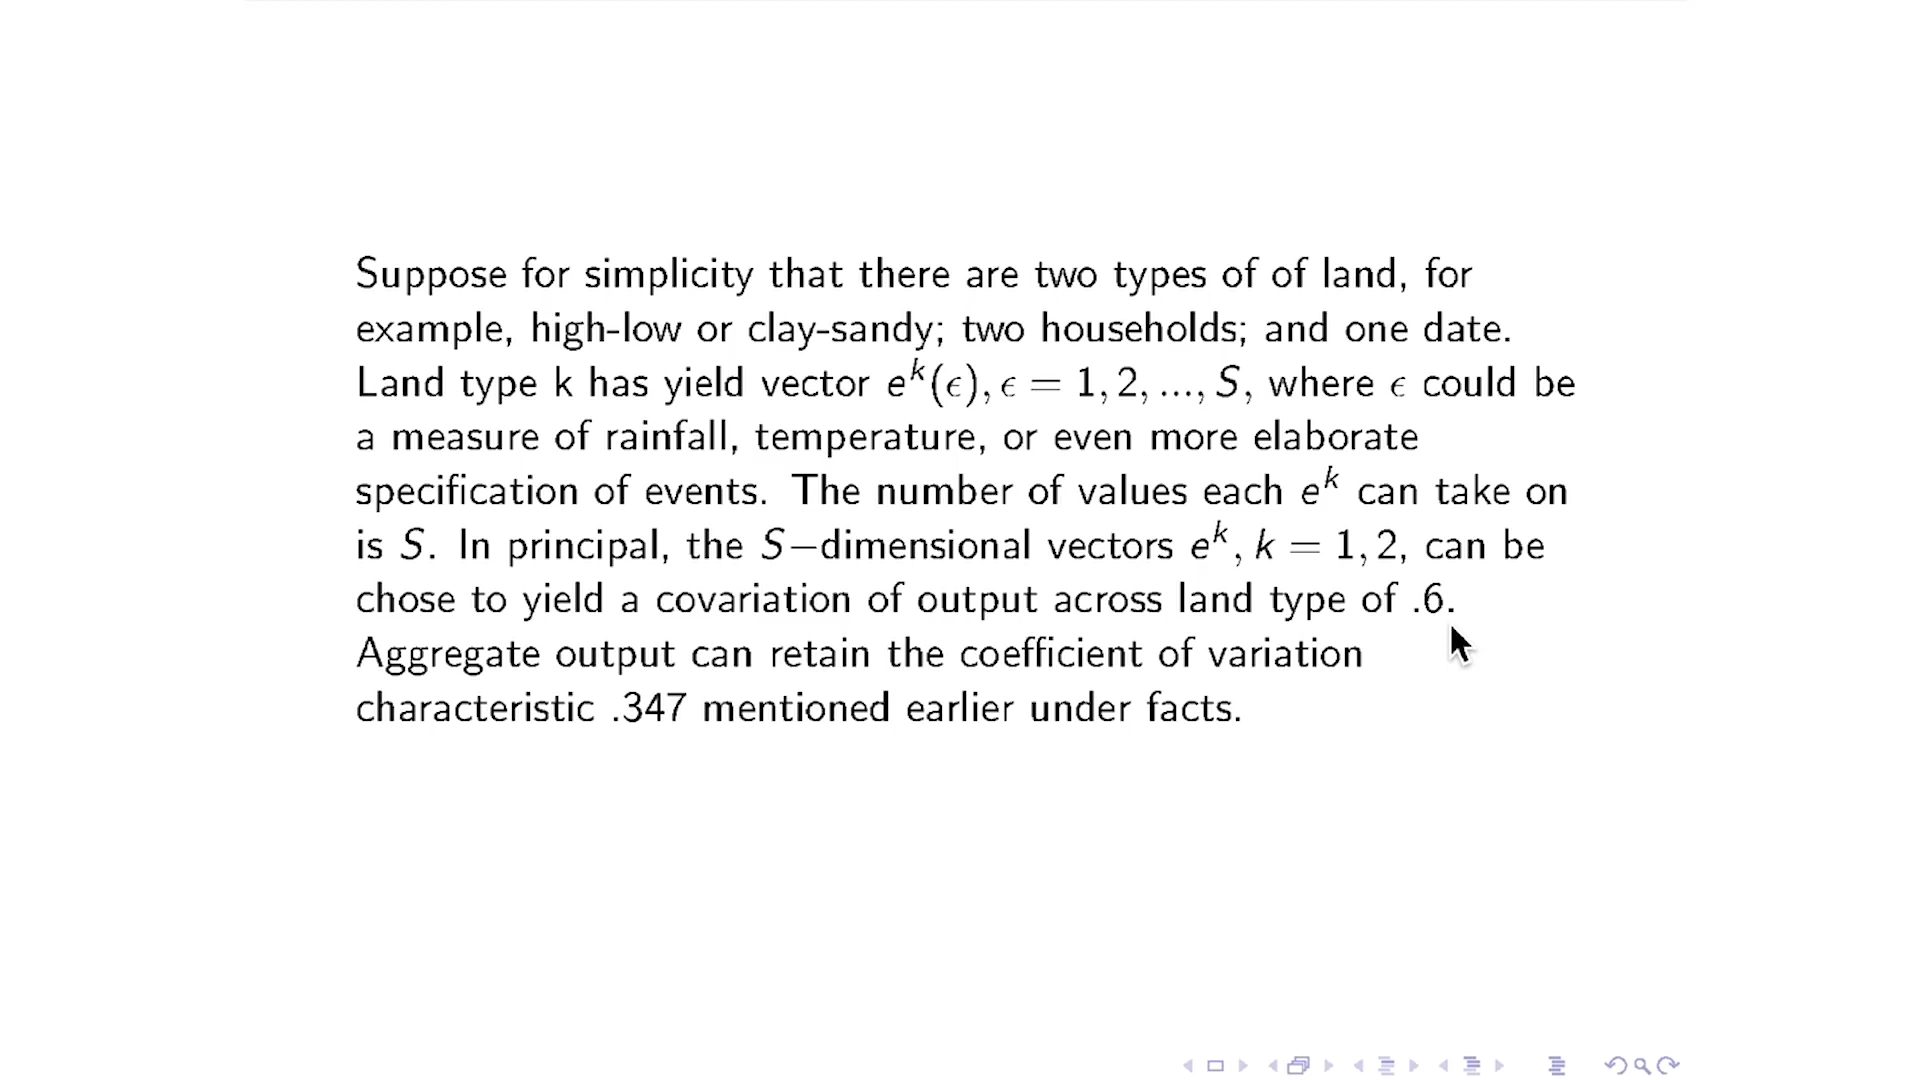 Suppose for simplicity that there are two types of of land, for
example, high-low or clay-sandy; two households; and one date.
Land type k has yield vector e^k(ϵ), ϵ = 1, 2, ..., S, where ϵ could be
a measure of rainfall, temperature, or even more elaborate
specification of events. The number of values each e^k can take on
is S. In principal, the S−dimensional vectors e^k, k = 1, 2, can be
chose to yield a covariation of output across land type of .6.
Aggregate output can retain the coefficient of variation
characteristic .347 mentioned earlier under facts.